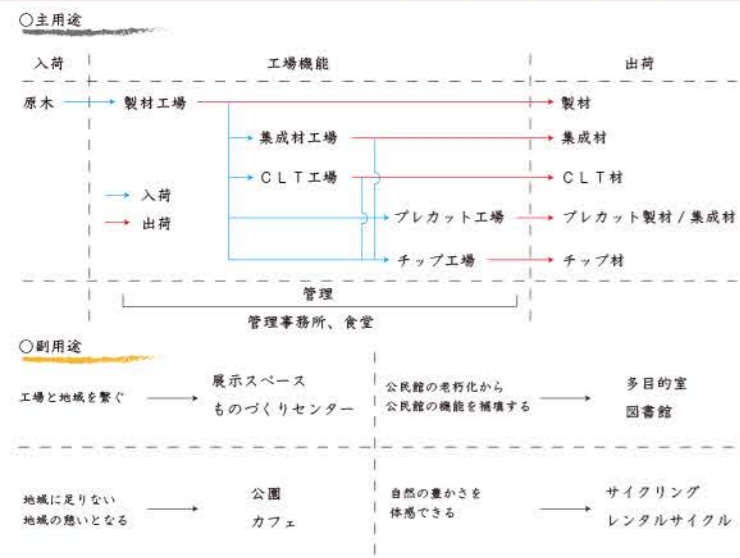 ○主用途
入荷
工場機能
出荷
原木
製材工場
製材
集成材工場
集成材
CLT工場
CLT材
入荷
出荷
プレカット工場
プレカット製材/集成材
チップ工場
チップ材
管理
管理事務所、食堂
○副用途
工場と地域を繋ぐ
展示スペース
ものづくりセンター
公民館の老朽化から
公民館の機能を補填する
多目的室
図書館
地域に足りない
地域の憩いとなる
公園
カフェ
自然の豊かさを
体感できる
サイクリング
レンタルサイクル